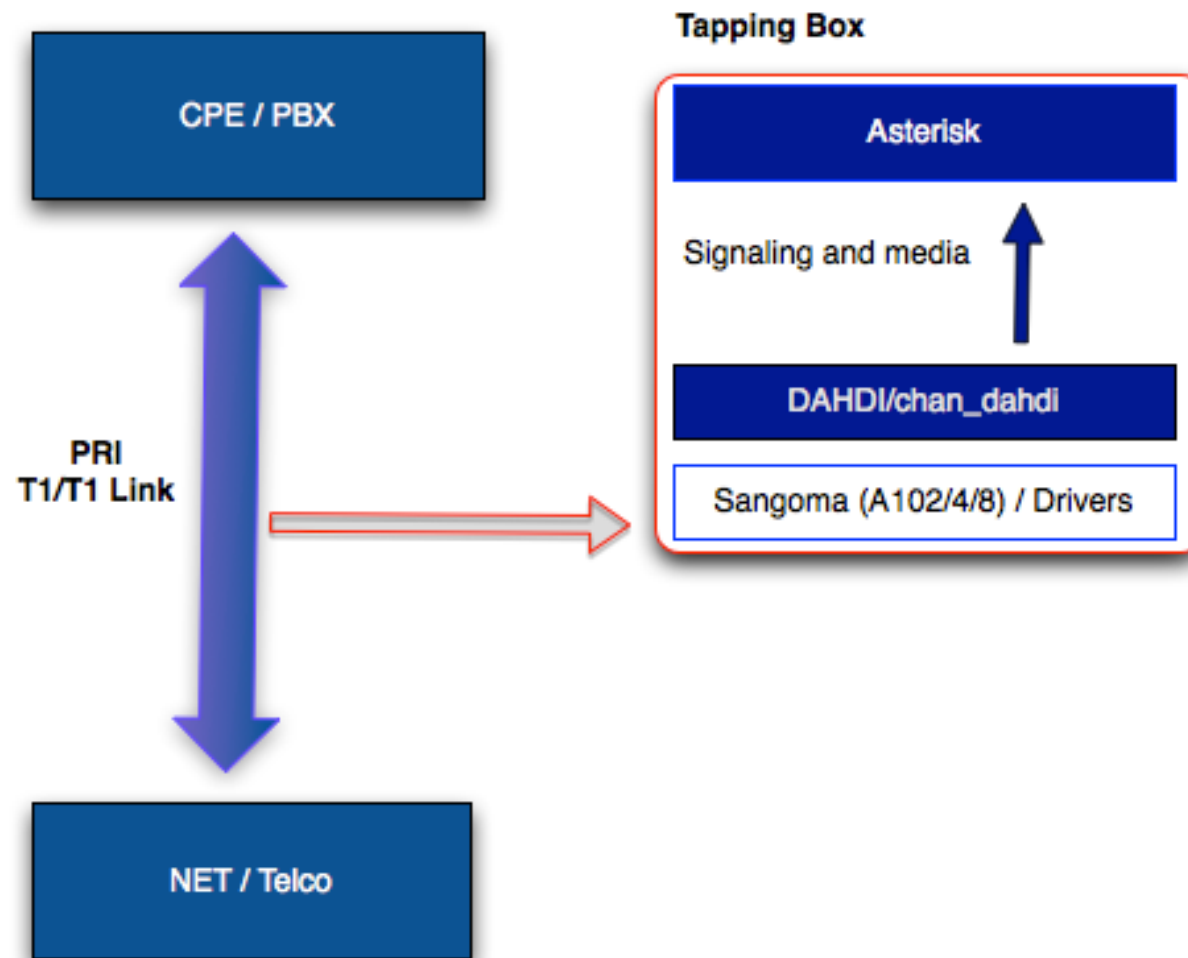 Tapping Box
CPE / PBX
Asterisk
Signaling and media
DAHDI/chan_dahdi
PRI
T1/T1 Link
Sangoma (A102/4/8) / Drivers
NET / Telco